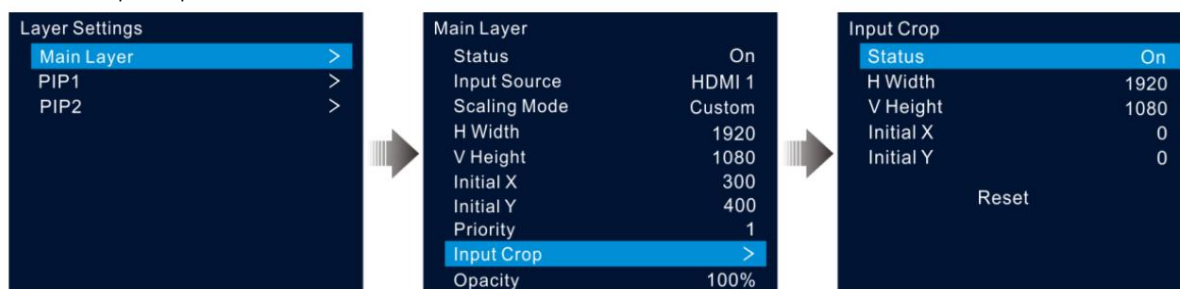 Layer Settings
Main Layer >
PIP1 >
PIP2 >
Main Layer
Status On
Input Source HDMI 1
Scaling Mode Custom
H Width 1920
V Height 1080
Initial X 300
Initial Y 400
Priority 1
Input Crop >
Opacity 100%
Input Crop
Status On
H Width 1920
V Height 1080
Initial X 0
Initial Y 0
Reset